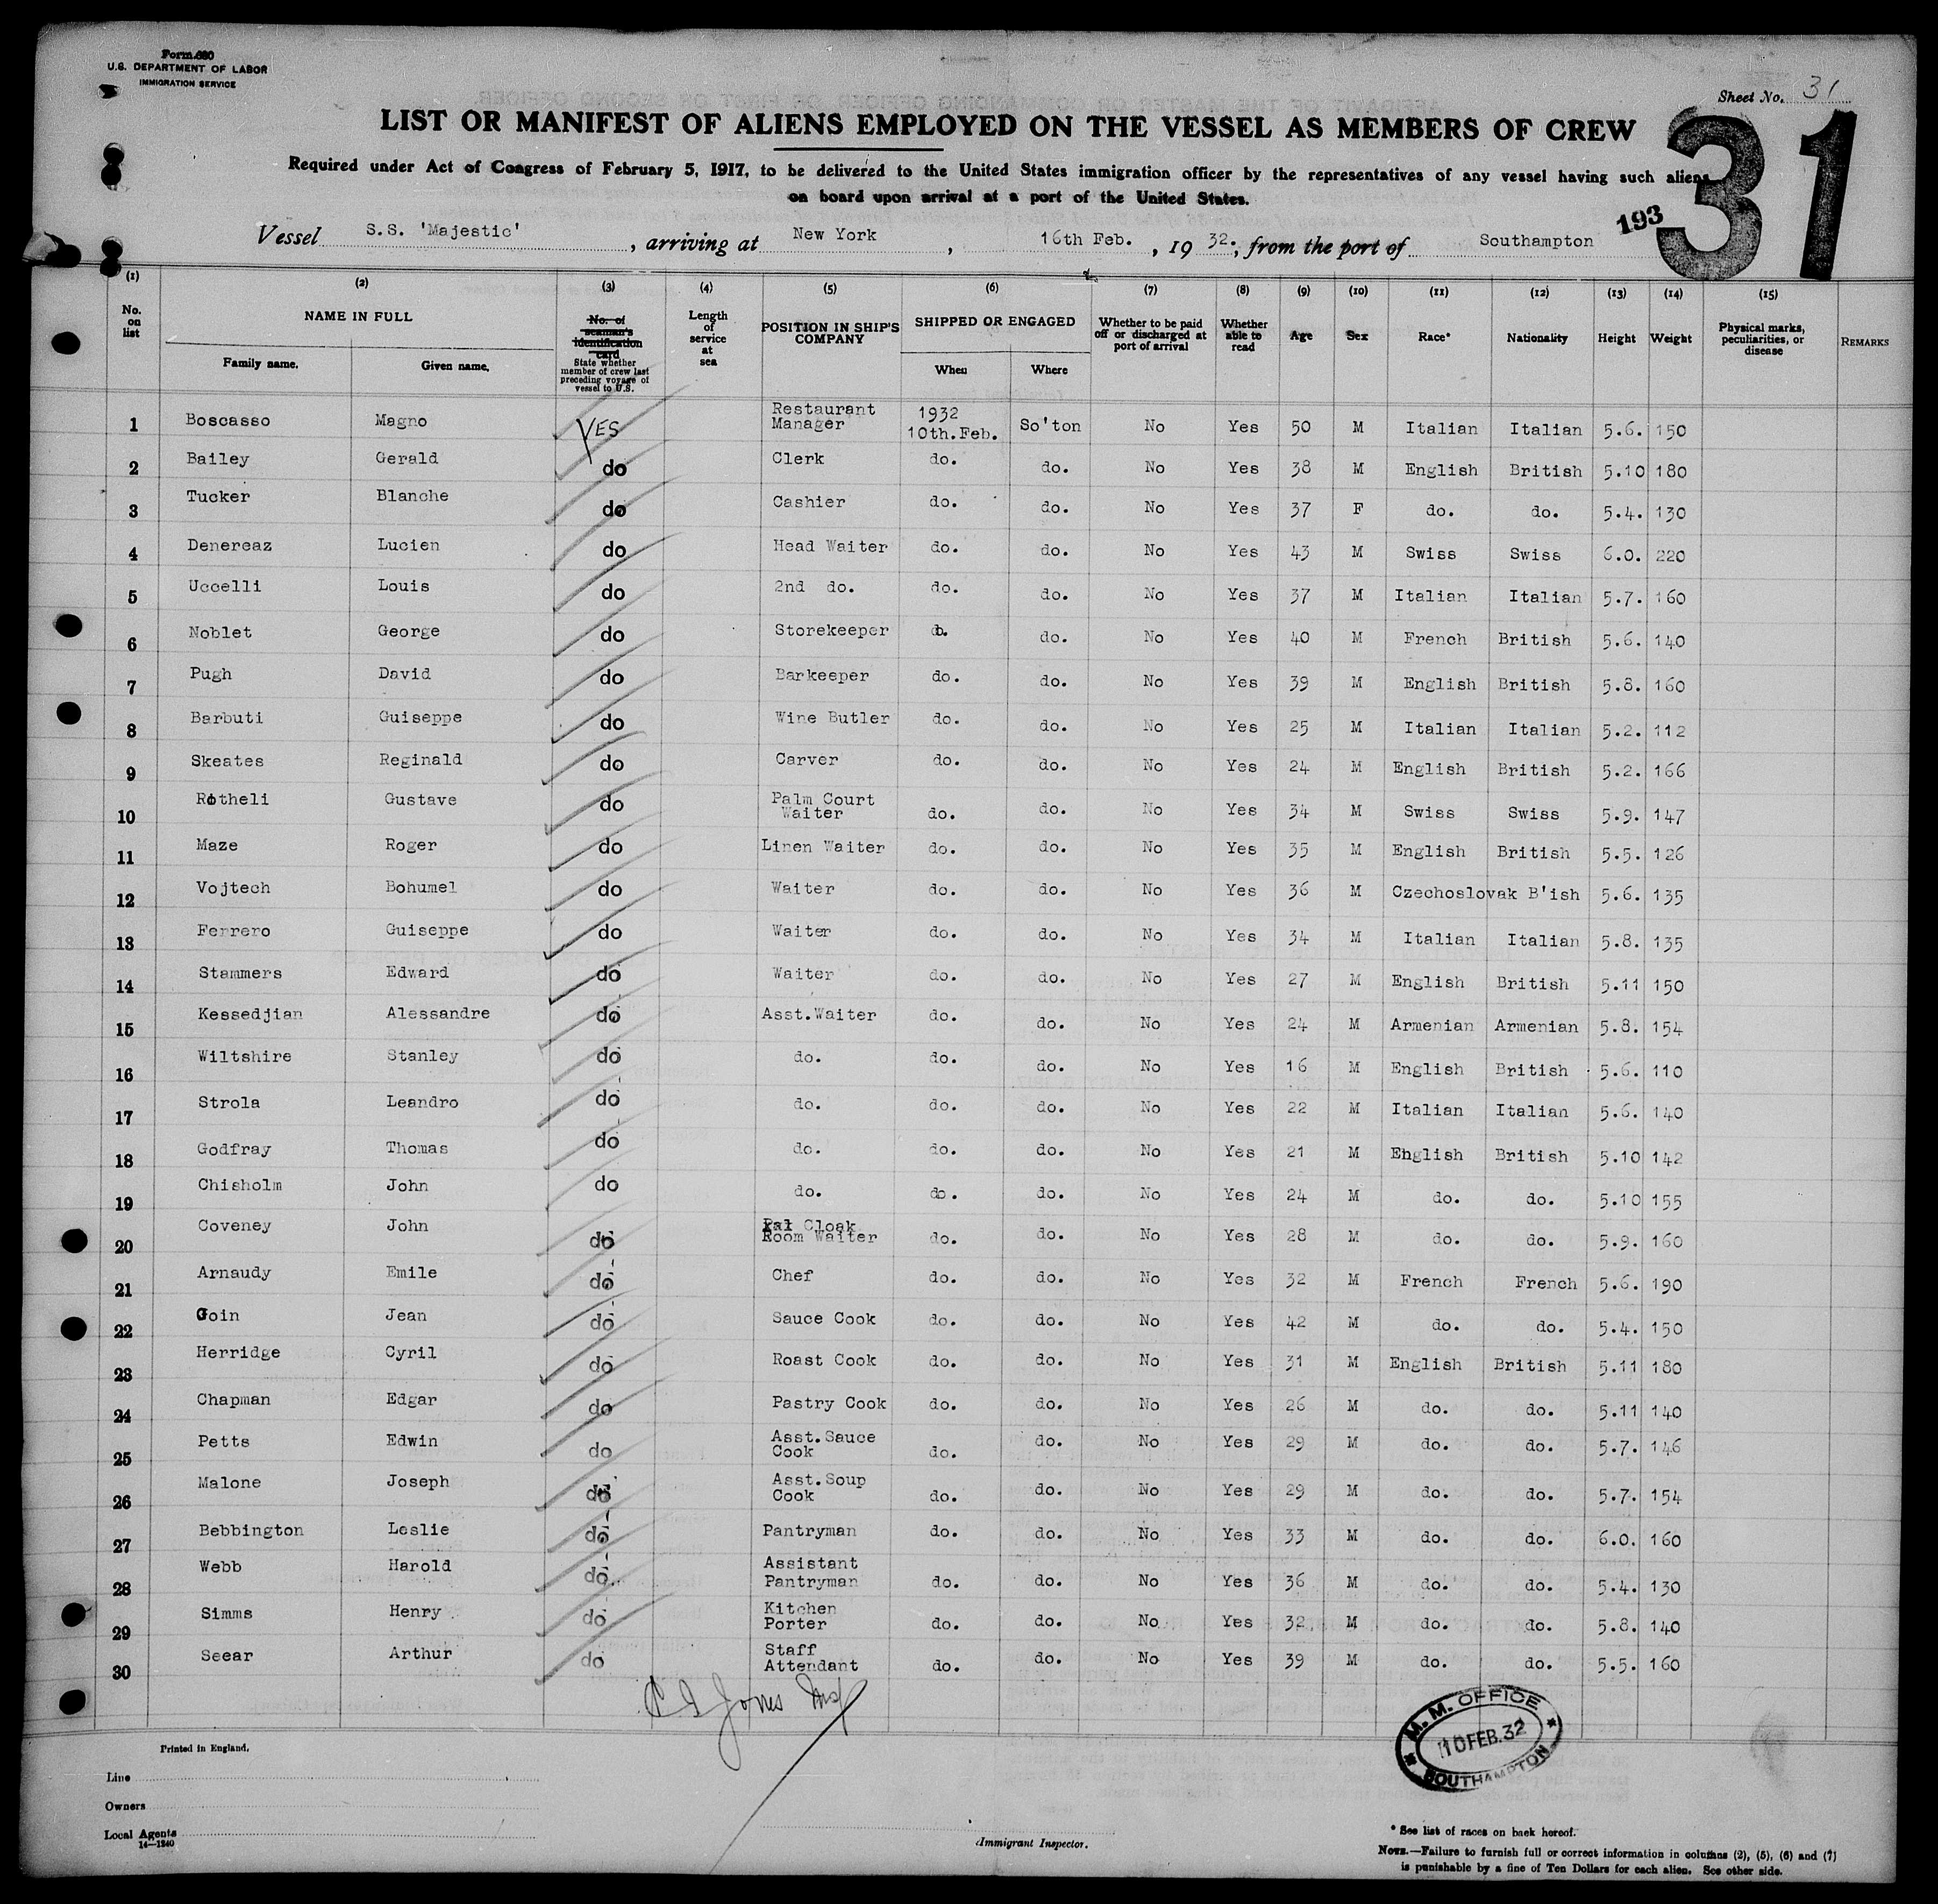 Form 680
U.S. DEPARTMENT OF LABOR
IMMIGRATION SERVICE
Sheet No. 31
LIST OR MANIFEST OF ALIENS EMPLOYED ON THE VESSEL AS MEMBERS OF CREW
31
Required under Act of Congress of February 5, 1917, to be delivered to the United States immigration officer by the representatives of any vessel having such aliens
on board upon arrival at a port of the United States.
193
Vessel S.S. 'Majestic' , arriving at New York , 16th Feb. , 19 32. , from the port of Southampton
(1) (2) (3) (4) (5) (6) (7) (8) (9) (10) (11) (12) (13) (14) (15)
No. on list NAME IN FULL Family name. Given name. No. of seaman's identification card State whether member of crew last preceding voyage of vessel to U.S. Length of service at sea POSITION IN SHIP'S COMPANY SHIPPED OR ENGAGED When Where Whether to be paid off or discharged at port of arrival Whether able to read Age Sex Race* Nationality Height Weight Physical marks, peculiarities, or disease REMARKS
1 Boscasso Magno YES Restaurant Manager 1932 10th.Feb. So'ton No Yes 50 M Italian Italian 5.6. 150
2 Bailey Gerald do Clerk do. do. No Yes 38 M English British 5.10 180
3 Tucker Blanche do Cashier do. do. No Yes 37 F do. do. 5.4. 130
4 Denereaz Lucien do Head Waiter do. do. No Yes 43 M Swiss Swiss 6.0. 220
5 Uccelli Louis do 2nd do. do. do. No Yes 37 M Italian Italian 5.7. 160
6 Noblet George do Storekeeper do. do. No Yes 40 M French British 5.6. 140
7 Pugh David do Barkeeper do. do. No Yes 39 M English British 5.8. 160
8 Barbuti Guiseppe do Wine Butler do. do. No Yes 25 M Italian Italian 5.2. 112
9 Skeates Reginald do Carver do. do. No Yes 24 M English British 5.2. 166
10 Rotheli Gustave do Palm Court Waiter do. do. No Yes 34 M Swiss Swiss 5.9. 147
11 Maze Roger do Linen Waiter do. do. No Yes 35 M English British 5.5. 126
12 Vojtech Bohumel do Waiter do. do. No Yes 36 M Czechoslovak B'ish 5.6. 135
13 Ferrero Guiseppe do Waiter do. do. No Yes 34 M Italian Italian 5.8. 135
14 Stammers Edward do Waiter do. do. No Yes 27 M English British 5.11 150
15 Kessedjian Alessandre do Asst.Waiter do. do. No Yes 24 M Armenian Armenian 5.8. 154
16 Wiltshire Stanley do do. do. do. No Yes 16 M English British 5.6. 110
17 Strola Leandro do do. do. do. No Yes 22 M Italian Italian 5.6. 140
18 Godfray Thomas do do. do. do. No Yes 21 M English British 5.10 142
19 Chisholm John do do. do. do. No Yes 24 M do. do. 5.10 155
20 Coveney John do Cloak Room Waiter do. do. No Yes 28 M do. do. 5.9. 160
21 Arnaudy Emile do Chef do. do. No Yes 32 M French French 5.6. 190
22 Goin Jean do Sauce Cook do. do. No Yes 42 M do. do. 5.4. 150
23 Herridge Cyril do Roast Cook do. do. No Yes 31 M English British 5.11 180
24 Chapman Edgar do Pastry Cook do. do. No Yes 26 M do. do. 5.11 140
25 Petts Edwin do Asst.Sauce Cook do. do. No Yes 29 M do. do. 5.7. 146
26 Malone Joseph do Asst.Soup Cook do. do. No Yes 29 M do. do. 5.7. 154
27 Bebbington Leslie do Pantryman do. do. No Yes 33 M do. do. 6.0. 160
28 Webb Harold do. Assistant Pantryman do. do. No Yes 36 M do. do. 5.4. 130
29 Simms Henry do Kitchen Porter do. do. No Yes 32 M do. do. 5.8. 140
30 Seear Arthur do Staff Attendant do. do. No Yes 39 M do. do. 5.5. 160
Jones Insp
M.M. OFFICE
10 FEB.32
SOUTHAMPTON
Printed in England.
Line
Owners
Local Agents
14—1240
Immigrant Inspector.
* See list of races on back hereof.
NOTE.—Failure to furnish full or correct information in columns (2), (5), (6) and (7)
is punishable by a fine of Ten Dollars for each alien. See other side.